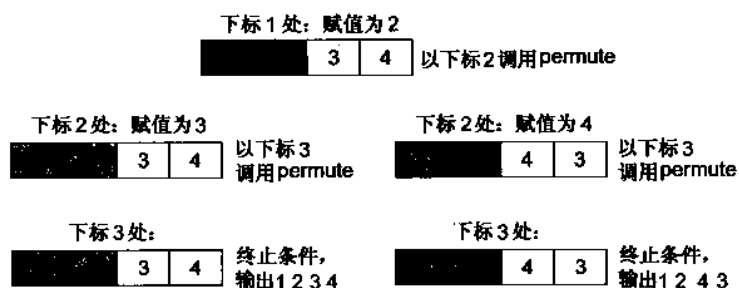 下标1处：赋值为2
3 4 以下标2调用permute
下标2处：赋值为3
3 4 以下标3
调用permute
下标2处：赋值为4
4 3 以下标3
调用permute
下标3处：
3 4 终止条件，
输出1 2 3 4
下标3处：
4 3 终止条件，
输出1 2 4 3